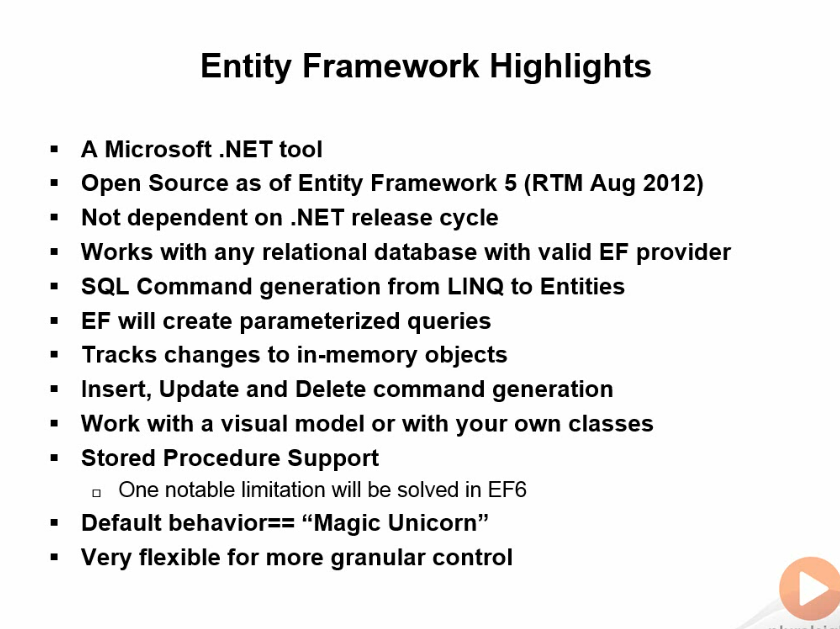 Entity Framework Highlights
▪ A Microsoft .NET tool
▪ Open Source as of Entity Framework 5 (RTM Aug 2012)
▪ Not dependent on .NET release cycle
▪ Works with any relational database with valid EF provider
▪ SQL Command generation from LINQ to Entities
▪ EF will create parameterized queries
▪ Tracks changes to in-memory objects
▪ Insert, Update and Delete command generation
▪ Work with a visual model or with your own classes
▪ Stored Procedure Support
▫ One notable limitation will be solved in EF6
▪ Default behavior== “Magic Unicorn”
▪ Very flexible for more granular control